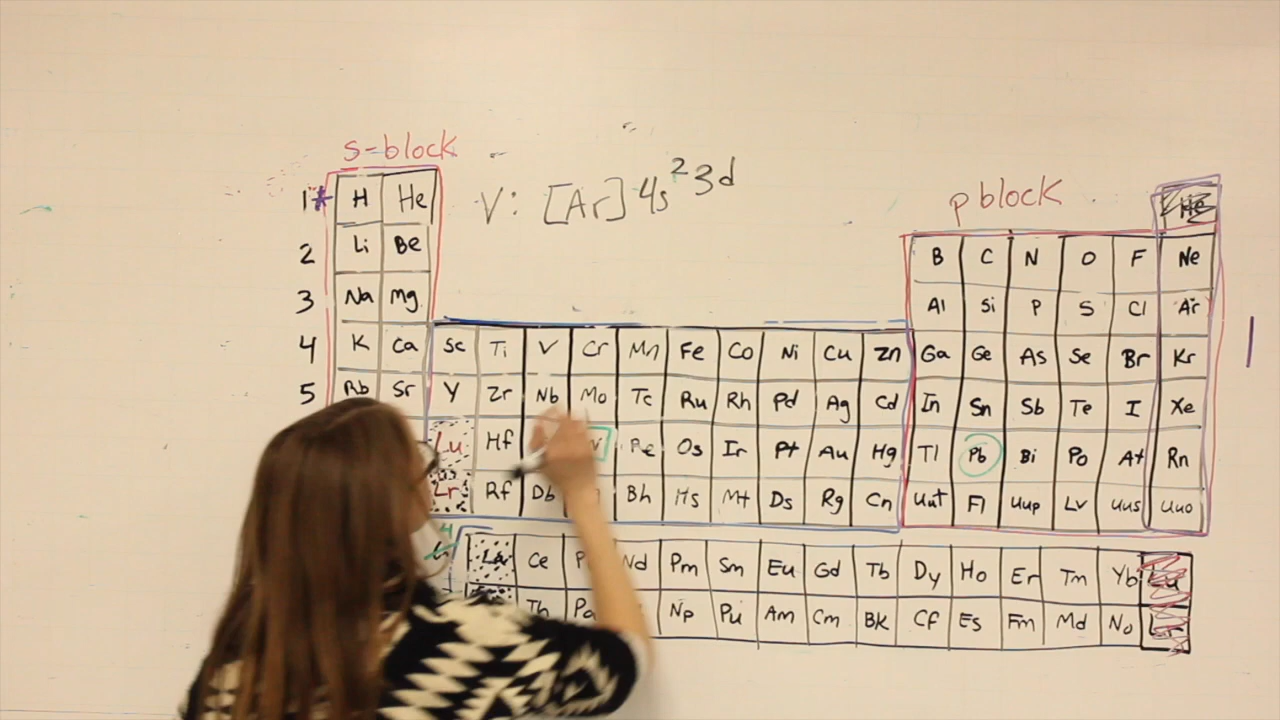 s-block
V: [Ar] 4s² 3d
p block
1* H He He
2 Li Be B C N O F Ne
3 Na Mg Al Si P S Cl Ar
4 K Ca Sc Ti V Cr Mn Fe Co Ni Cu Zn Ga Ge As Se Br Kr
5 Rb Sr Y Zr Nb Mo Tc Ru Rh Pd Ag Cd In Sn Sb Te I Xe
Lu Hf Re Os Ir Pt Au Hg Tl Pb Bi Po At Rn
Lr Rf Db Bh Hs Mt Ds Rg Cn Uut Fl Uup Lv Uus Uuo
La Ce Nd Pm Sm Eu Gd Tb Dy Ho Er Tm Yb Lu
Th Pa Np Pu Am Cm BK Cf Es Fm Md No